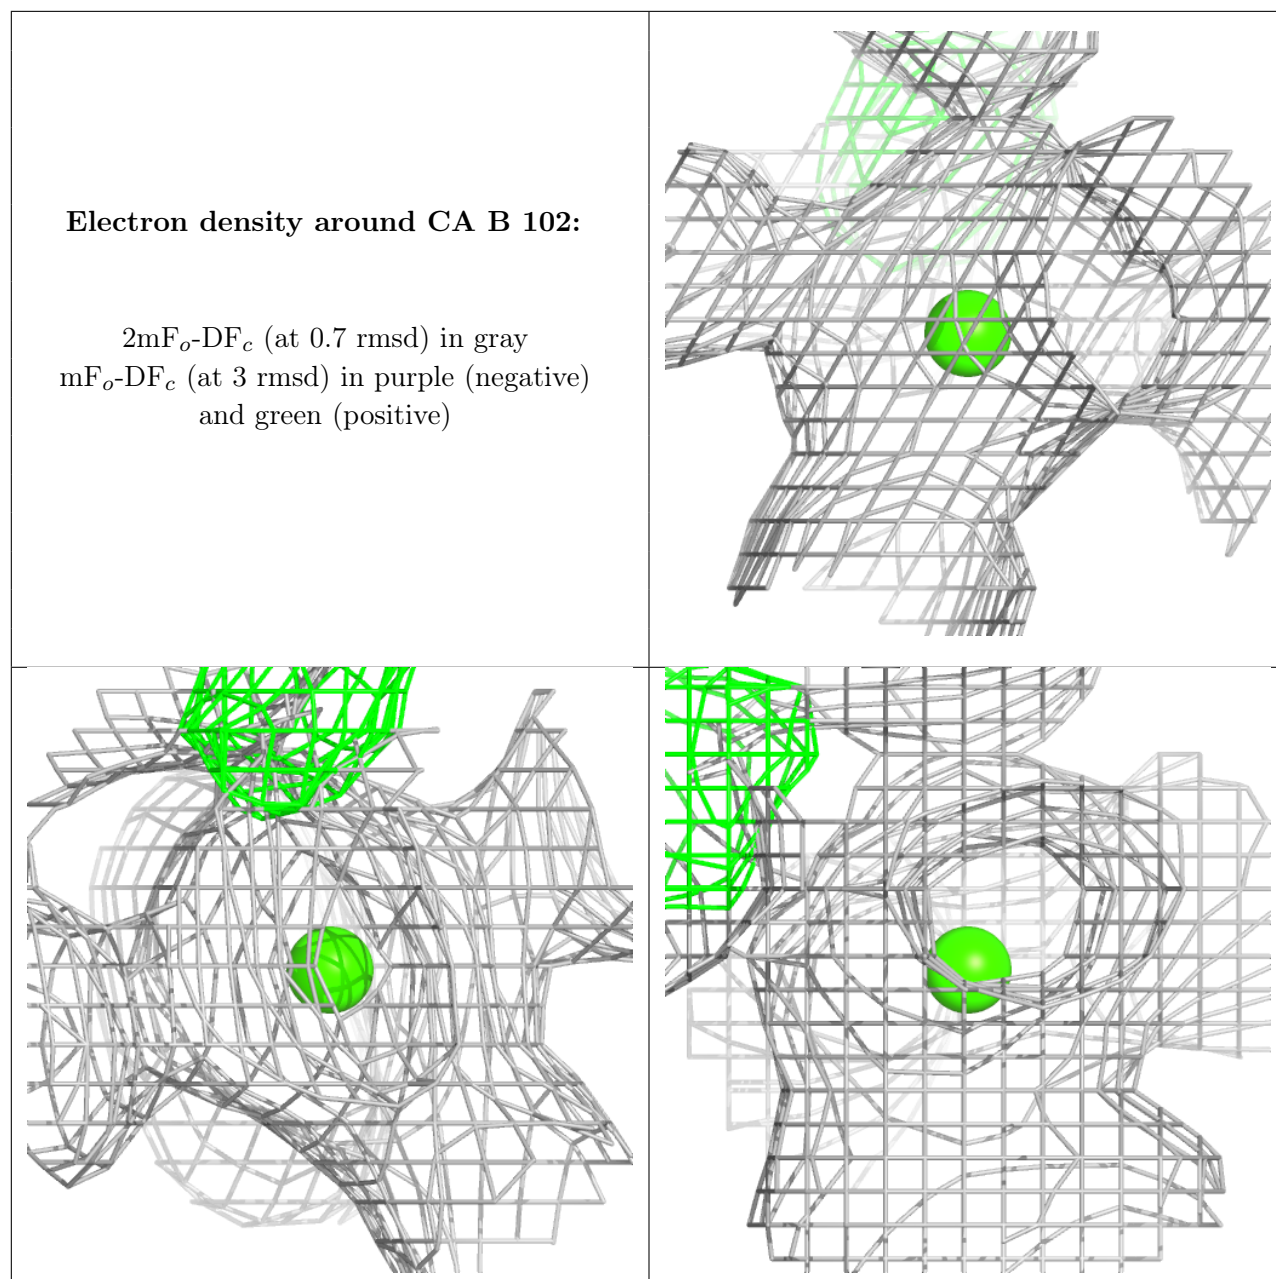 Electron density around CA B 102:
2mFₒ-DF𝒸 (at 0.7 rmsd) in gray
mFₒ-DF𝒸 (at 3 rmsd) in purple (negative)
and green (positive)